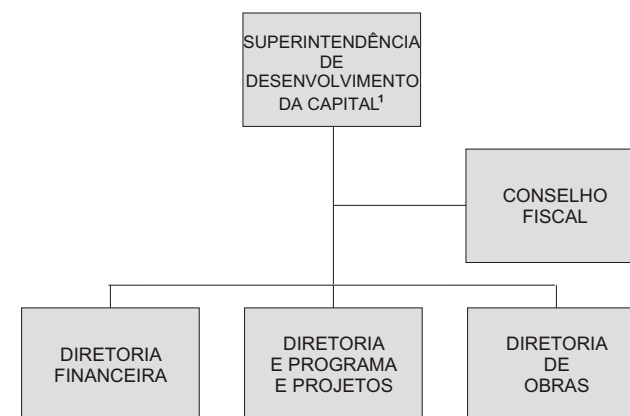 SUPERINTENDÊNCIA
DE
DESENVOLVIMENTO
DA CAPITAL¹
CONSELHO
FISCAL
DIRETORIA
FINANCEIRA
DIRETORIA
E PROGRAMA
E PROJETOS
DIRETORIA
DE
OBRAS